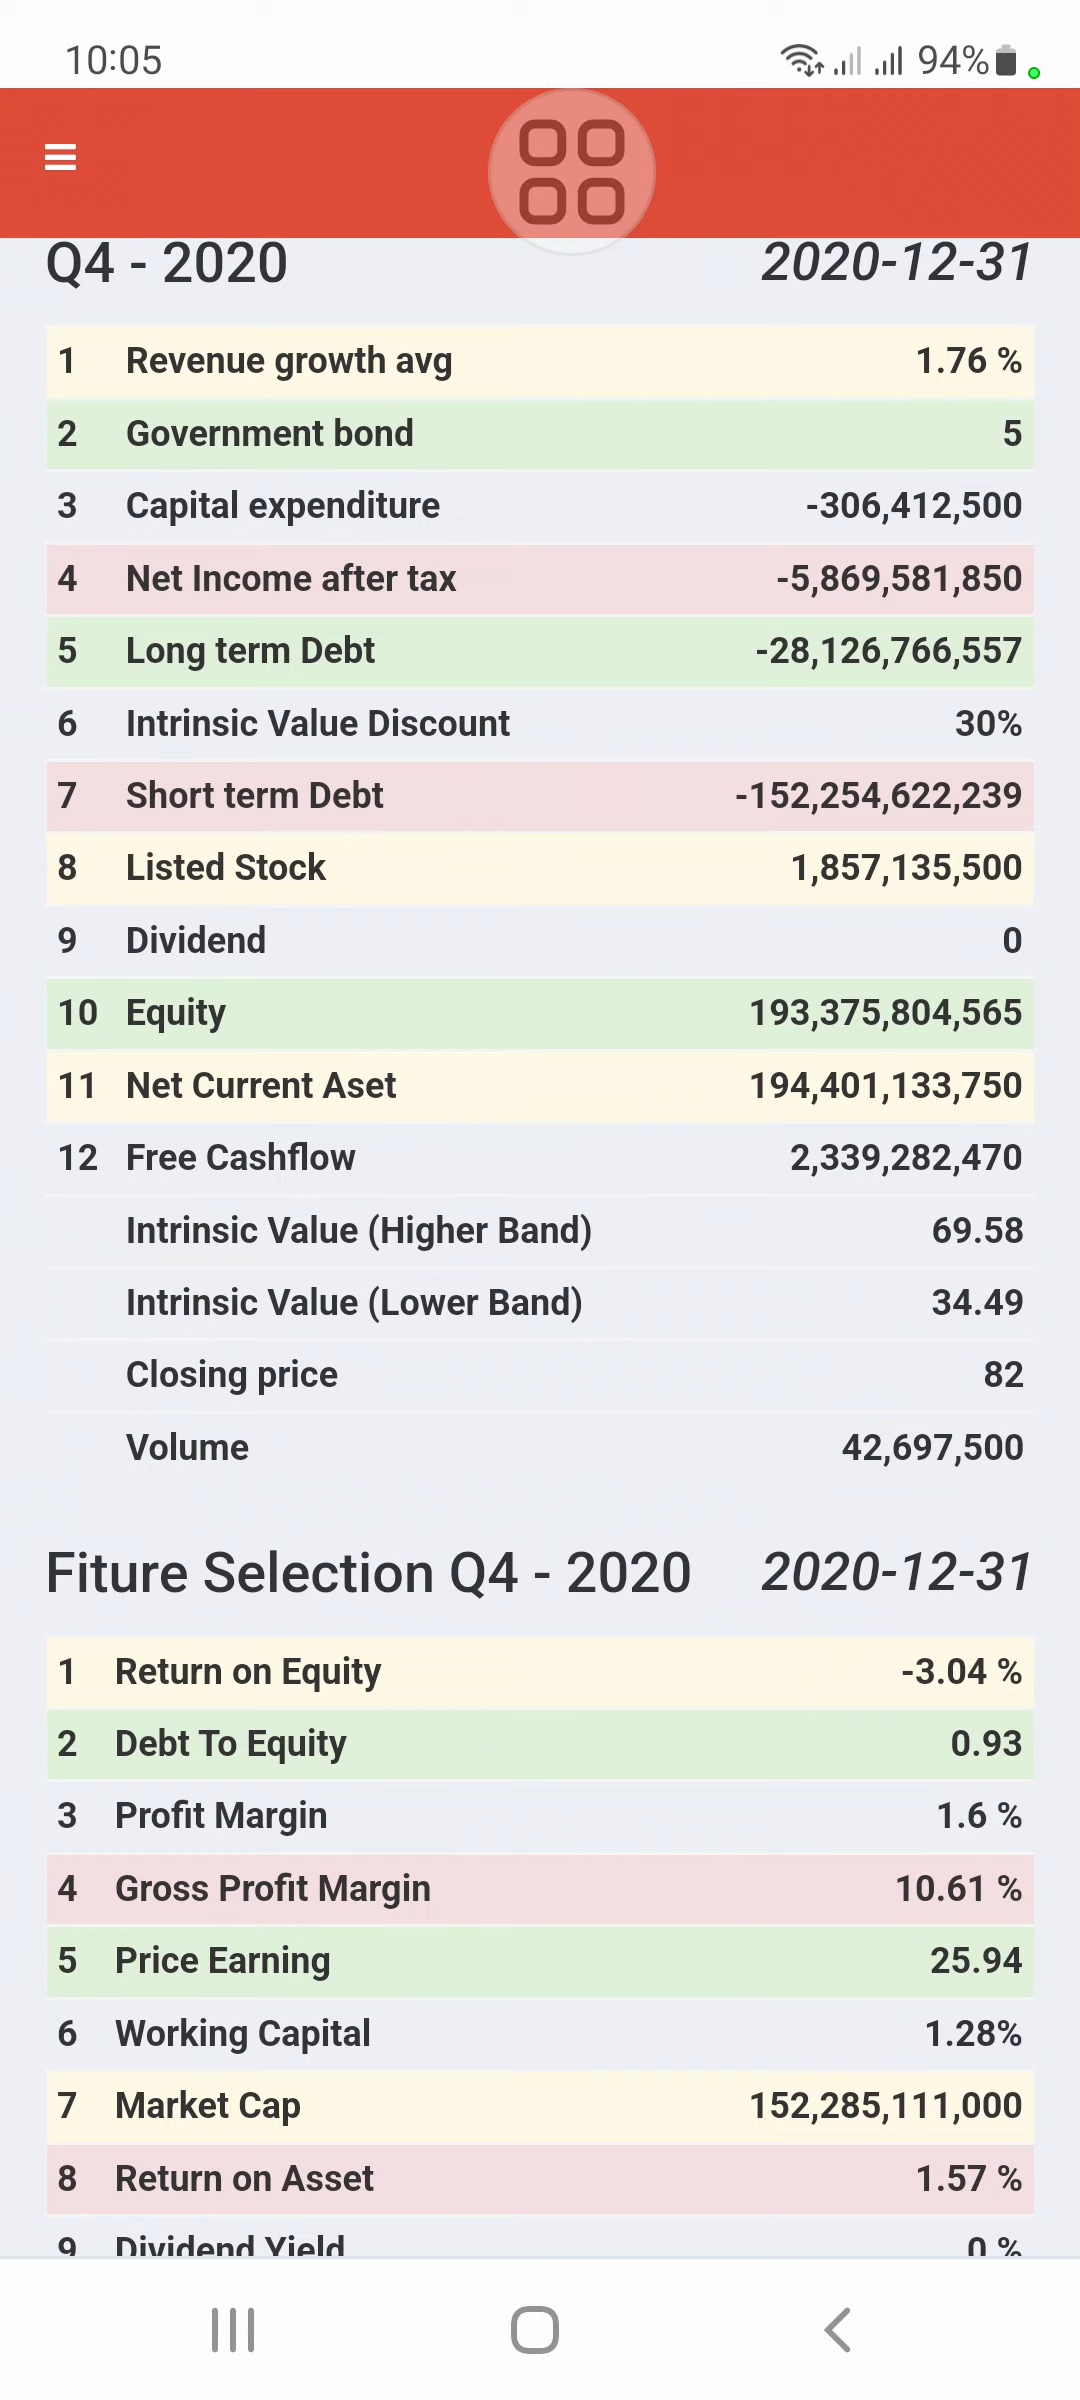 10:05 94%
Q4 - 2020 2020-12-31
1 Revenue growth avg 1.76 %
2 Government bond 5
3 Capital expenditure -306,412,500
4 Net Income after tax -5,869,581,850
5 Long term Debt -28,126,766,557
6 Intrinsic Value Discount 30%
7 Short term Debt -152,254,622,239
8 Listed Stock 1,857,135,500
9 Dividend 0
10 Equity 193,375,804,565
11 Net Current Aset 194,401,133,750
12 Free Cashflow 2,339,282,470
Intrinsic Value (Higher Band) 69.58
Intrinsic Value (Lower Band) 34.49
Closing price 82
Volume 42,697,500
Fiture Selection Q4 - 2020 2020-12-31
1 Return on Equity -3.04 %
2 Debt To Equity 0.93
3 Profit Margin 1.6 %
4 Gross Profit Margin 10.61 %
5 Price Earning 25.94
6 Working Capital 1.28%
7 Market Cap 152,285,111,000
8 Return on Asset 1.57 %
9 Dividend Yield 0 %